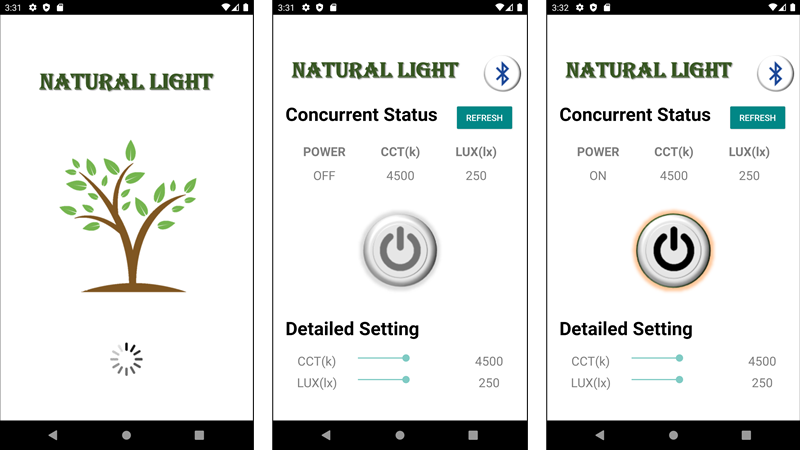 3:31
NATURAL LIGHT
3:31
NATURAL LIGHT
Concurrent Status
REFRESH
POWER CCT(k) LUX(lx)
OFF 4500 250
Detailed Setting
CCT(k) 4500
LUX(lx) 250
3:32
NATURAL LIGHT
Concurrent Status
REFRESH
POWER CCT(k) LUX(lx)
ON 4500 250
Detailed Setting
CCT(k) 4500
LUX(lx) 250